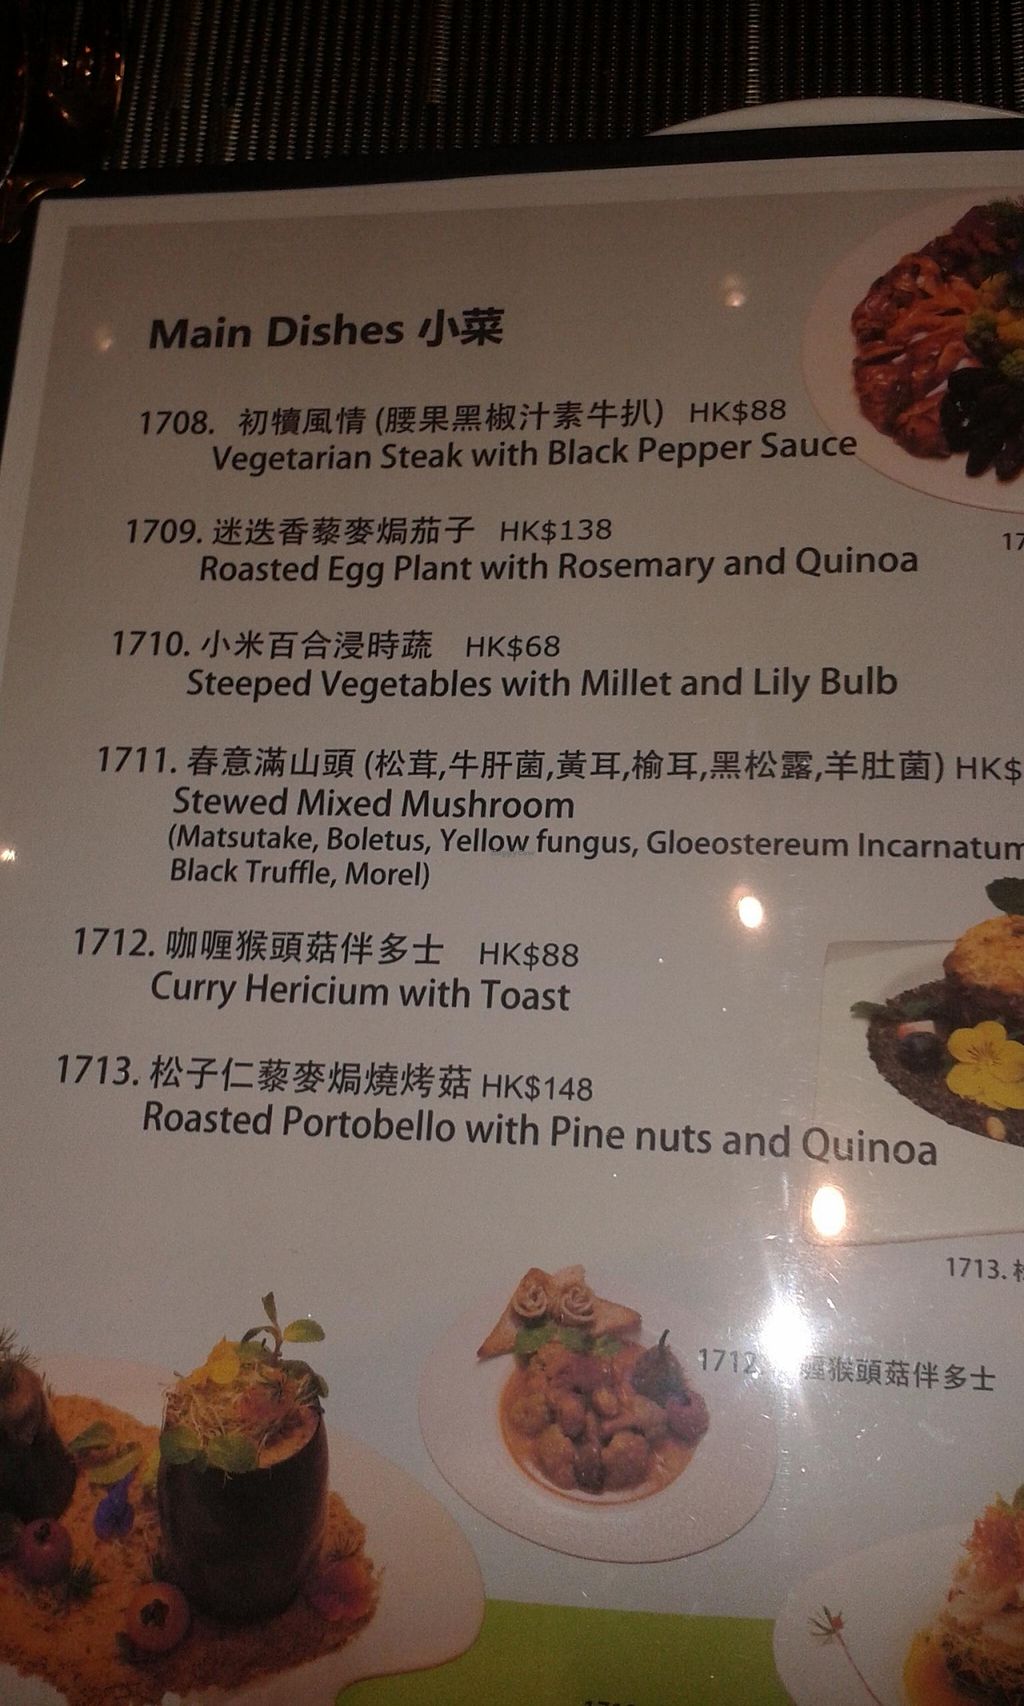 Main Dishes 小菜
1708. 初犢風情 (腰果黑椒汁素牛扒) HK$88
Vegetarian Steak with Black Pepper Sauce
1709. 迷迭香藜麥焗茄子 HK$138
Roasted Egg Plant with Rosemary and Quinoa
17
1710. 小米百合浸時蔬 HK$68
Steeped Vegetables with Millet and Lily Bulb
1711. 春意滿山頭 (松茸,牛肝菌,黃耳,榆耳,黑松露,羊肚菌) HK$
Stewed Mixed Mushroom
(Matsutake, Boletus, Yellow fungus, Gloeostereum Incarnatum
Black Truffle, Morel)
1712. 咖喱猴頭菇伴多士 HK$88
Curry Hericium with Toast
1713. 松子仁藜麥焗燒烤菇 HK$148
Roasted Portobello with Pine nuts and Quinoa
1713.
1712. 喱猴頭菇伴多士